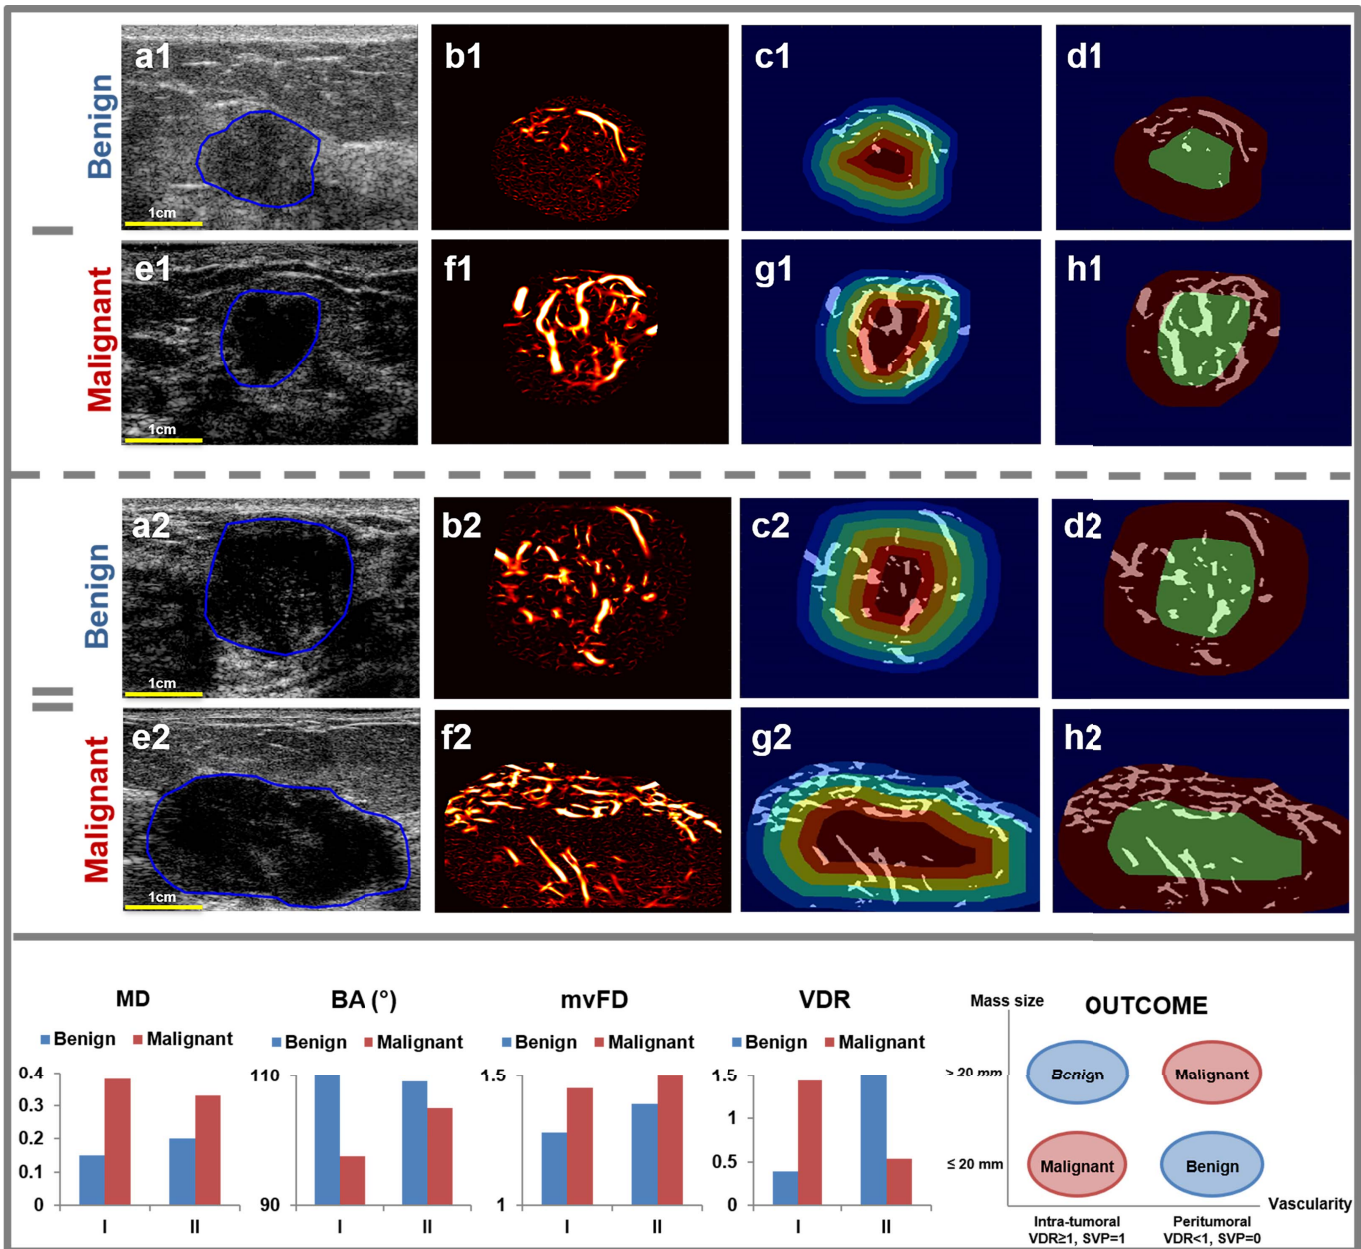 Benign
a1
1cm
b1
c1
d1
I
Malignant
e1
1cm
f1
g1
h1
Benign
a2
1cm
b2
c2
d2
II
Malignant
e2
1cm
f2
g2
h2
MD
Benign Malignant
0.4
0.3
0.2
0.1
0
I II
BA (°)
Benign Malignant
110
90
I II
mvFD
Benign Malignant
1.5
1
I II
VDR
Benign Malignant
1.5
1
0.5
0
I II
Mass size
OUTCOME
> 20 mm
Benign
Malignant
≤ 20 mm
Malignant
Benign
Vascularity
Intra-tumoral
VDR≥1, SVP=1
Peritumoral
VDR<1, SVP=0